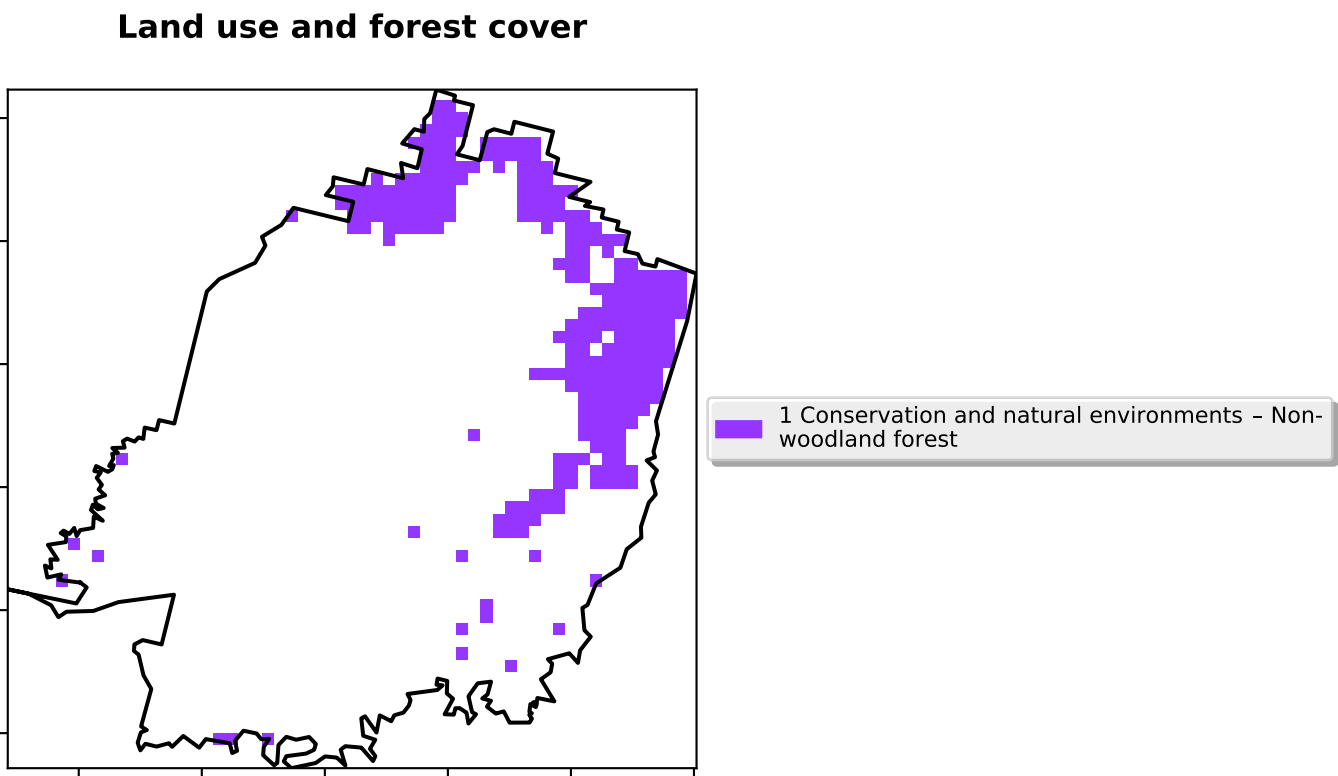 Land use and forest cover
1 Conservation and natural environments – Non-
woodland forest